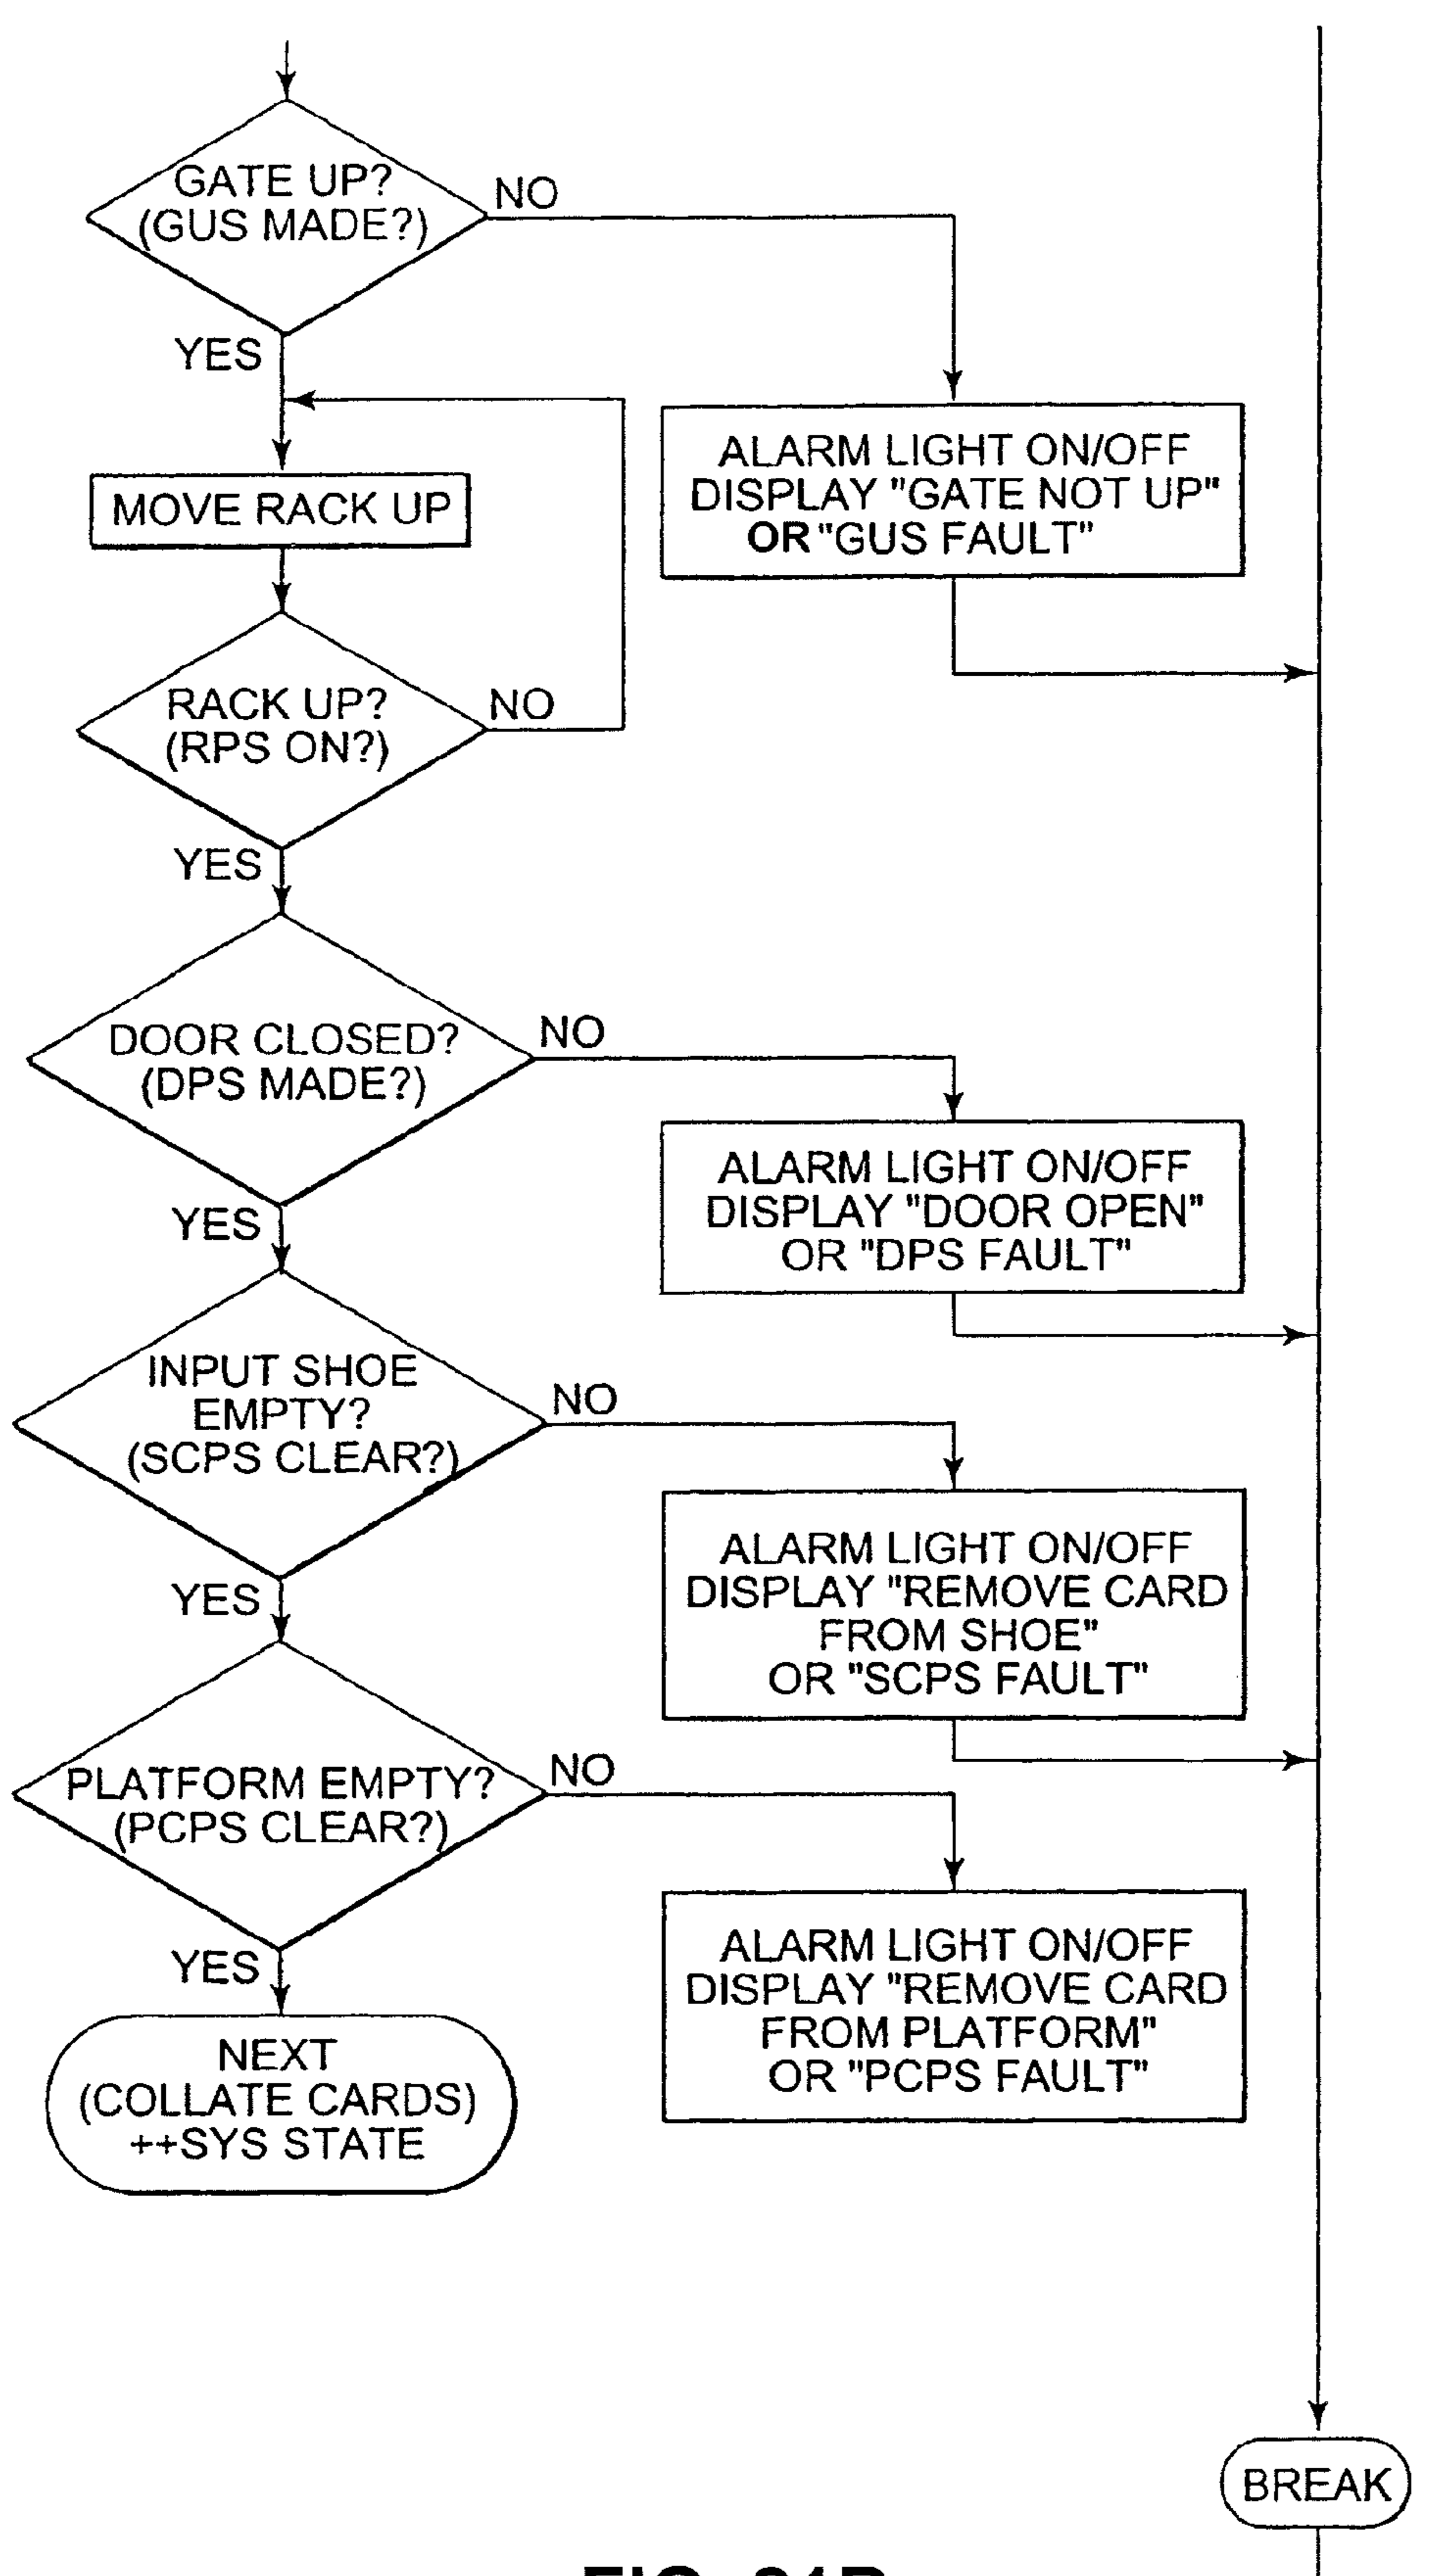 GATE UP?
(GUS MADE?)
NO
YES
ALARM LIGHT ON/OFF
DISPLAY "GATE NOT UP"
OR "GUS FAULT"
MOVE RACK UP
RACK UP?
(RPS ON?)
NO
YES
DOOR CLOSED?
(DPS MADE?)
NO
YES
ALARM LIGHT ON/OFF
DISPLAY "DOOR OPEN"
OR "DPS FAULT"
INPUT SHOE
EMPTY?
(SCPS CLEAR?)
NO
YES
ALARM LIGHT ON/OFF
DISPLAY "REMOVE CARD
FROM SHOE"
OR "SCPS FAULT"
PLATFORM EMPTY?
(PCPS CLEAR?)
NO
YES
ALARM LIGHT ON/OFF
DISPLAY "REMOVE CARD
FROM PLATFORM"
OR "PCPS FAULT"
NEXT
(COLLATE CARDS)
++SYS STATE
BREAK